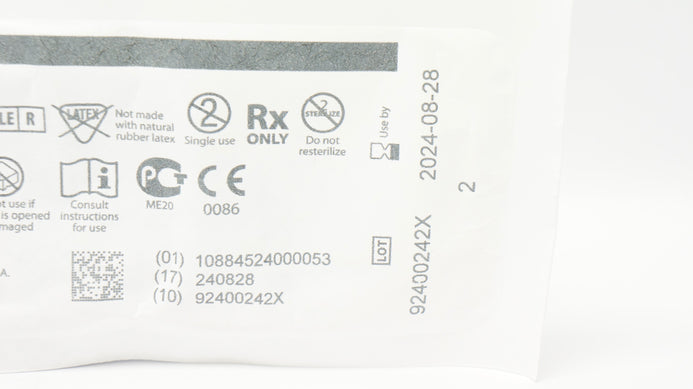 LE R
LATEX
Not made
with natural
rubber latex
2
Single use
Rx
ONLY
2
STERILIZE
Do not
resterilize
Use by
2024-08-28
use if
is opened
i
Consult
instructions
for use
ME20
CE
0086
2
A.
(01) 10884524000053
(17) 240828
(10) 92400242X
LOT
92400242X